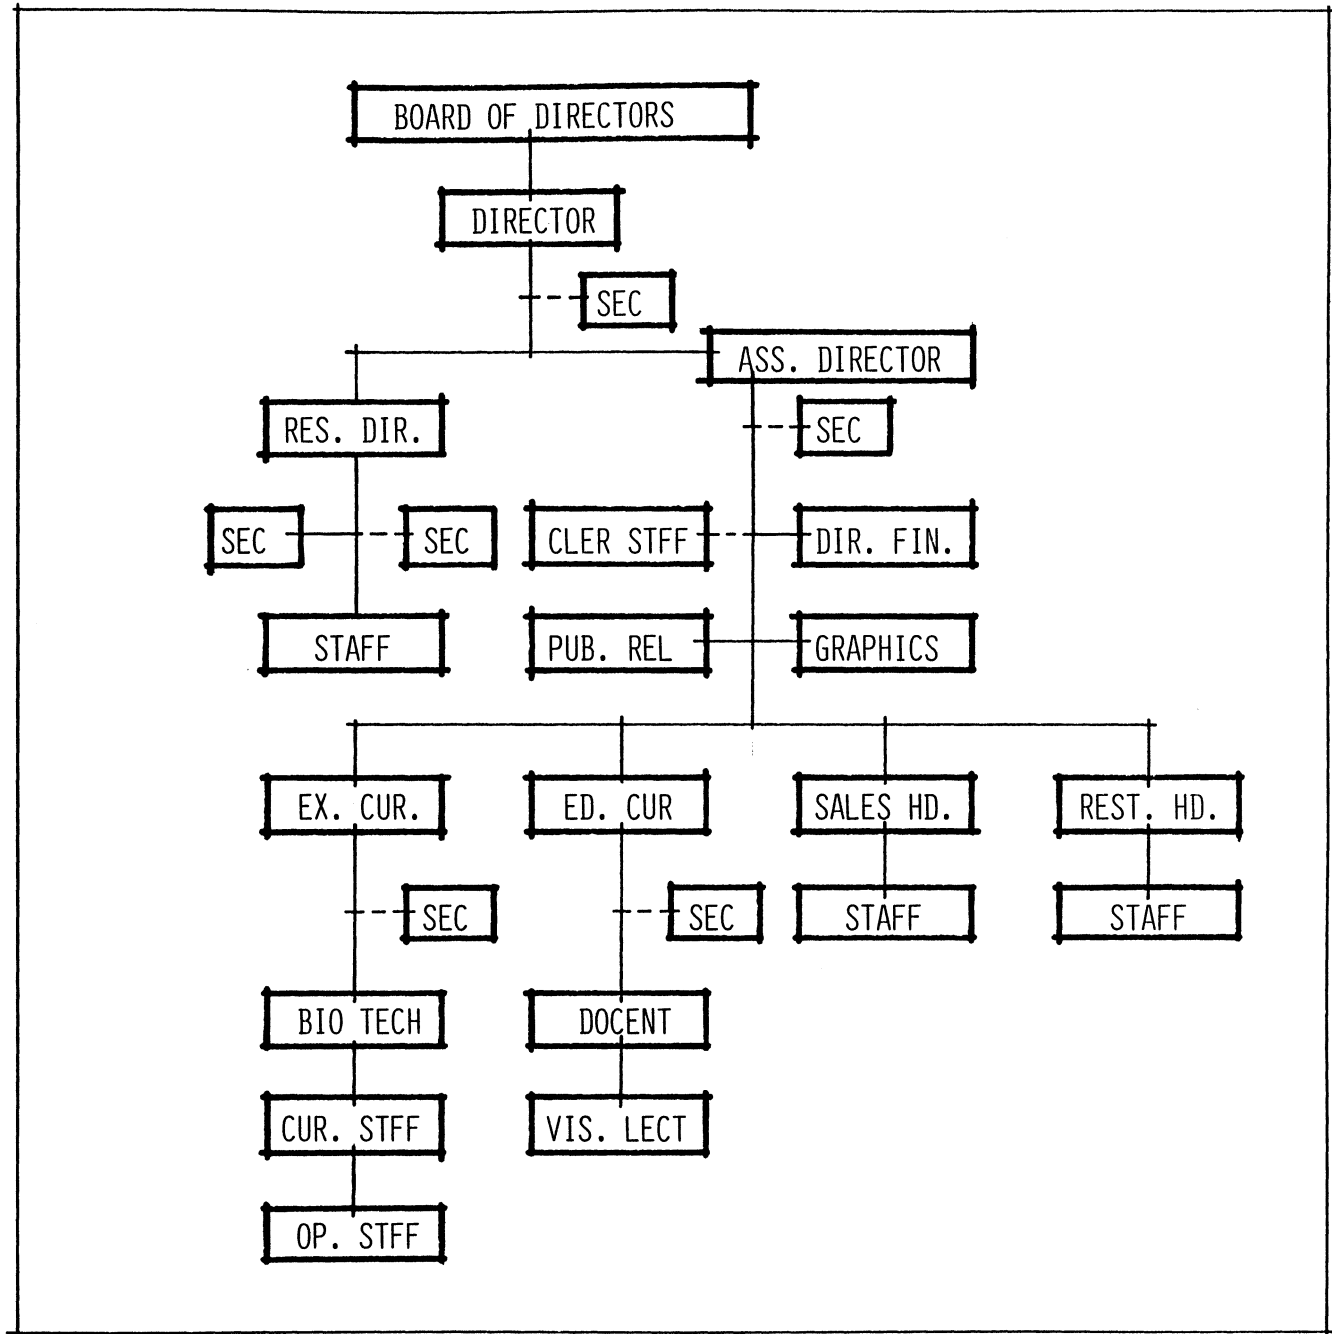 BOARD OF DIRECTORS
DIRECTOR
SEC
ASS. DIRECTOR
RES. DIR.
SEC
SEC
SEC
CLER STFF
DIR. FIN.
STAFF
PUB. REL
GRAPHICS
EX. CUR.
ED. CUR
SALES HD.
REST. HD.
SEC
SEC
STAFF
STAFF
BIO TECH
DOCENT
CUR. STFF
VIS. LECT
OP. STFF